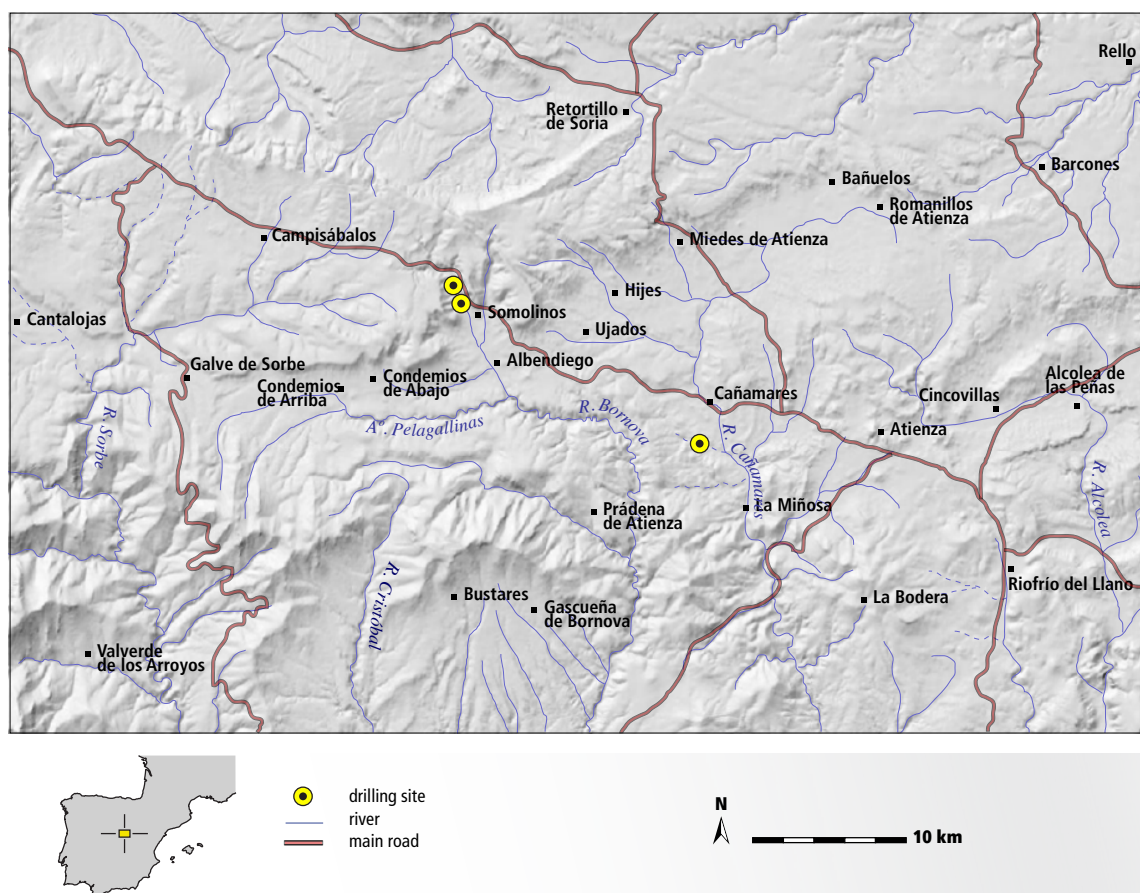 Rello
Retortillo
de Soria
Barcones
Bañuelos
Romanillos
de Atienza
Campisábalos
Miedes de Atienza
Hijes
Somolinos
Cantalojas
Ujados
Albendiego
Galve de Sorbe
Condemios
de Arriba
Condemios
de Abajo
Alcolea de
las Peñas
Cincovillas
Cañamares
R. Sorbe
Aº. Pelagallinas
R. Bornova
R. Cañamares
Atienza
R. Alcolea
Prádena
de Atienza
La Miñosa
R. Cristóbal
Bustares
Gascueña
de Bornova
La Bodera
Riofrío del Llano
Valverde
de los Arroyos
drilling site
river
main road
N
10 km